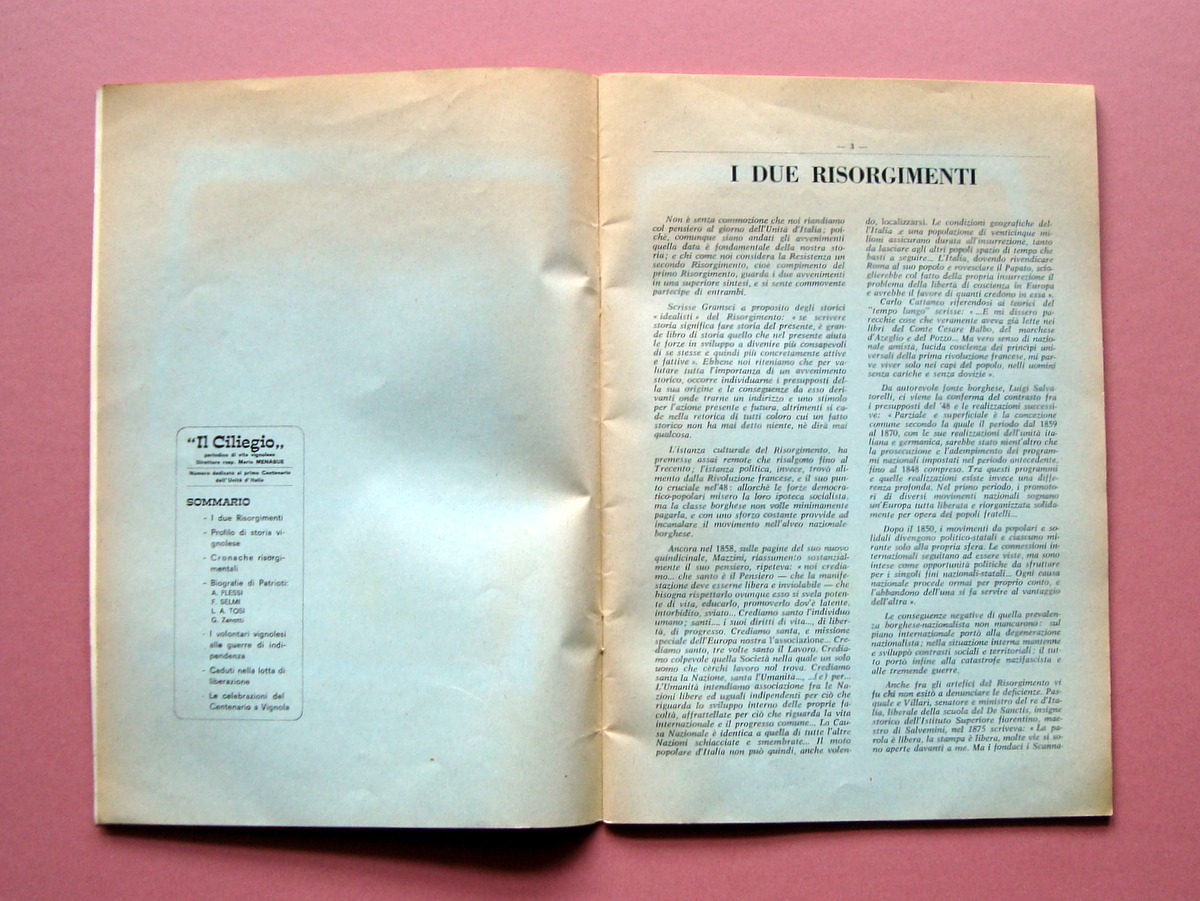 “Il Ciliegio„
periodico di vita vignolese
Direttore resp. Mario MENABUE
Numero dedicato al primo Centenario
dell'Unità d'Italia
SOMMARIO
- I due Risorgimenti
- Profilo di storia vi-
gnolese
- Cronache risorgi-
mentali
- Biografie di Patrioti:
A. PLESSI
F. SELMI
L. A. TOSI
G. Zanotti
- I volontari vignolesi
alle guerre di indi-
pendenza
- Caduti nella lotta di
liberazione
- Le celebrazioni del
Centenario a Vignola
— 3 —
I DUE RISORGIMENTI
Non è senza commozione che noi riandiamo
col pensiero al giorno dell'Unità d'Italia; poi-
chè, comunque siano andati gli avvenimenti
quella data è fondamentale della nostra sto-
ria; e chi come noi considera la Resistenza un
secondo Risorgimento, cioè compimento del
primo Risorgimento, guarda i due avvenimenti
in una superiore sintesi, e si sente commovente
partecipe di entrambi.
Scrisse Gramsci a proposito degli storici
« idealisti » del Risorgimento: « se scrivere
storia significa fare storia del presente, è gran-
de libro di storia quello che nel presente aiuta
le forze in sviluppo a divenire più consapevoli
di se stesse e quindi più concretamente attive
e fattive ». Ebbene noi riteniamo che per va-
lutare tutta l'importanza di un avvenimento
storico, occorre individuarne i presupposti del-
la sua origine e le conseguenze da esso deri-
vanti onde trarne un indirizzo e uno stimolo
per l'azione presente e futura, altrimenti si ca-
de nella retorica di tutti coloro cui un fatto
storico non ha mai detto niente, nè dirà mai
qualcosa.
L'istanza culturale del Risorgimento, ha
premesse assai remote che risalgono fino al
Trecento; l'istanza politica, invece, trovò ali-
mento dalla Rivoluzione francese, e il suo pun-
to cruciale nel'48: allorchè le forze democra-
tico-popolari misero la loro ipoteca socialista,
ma la classe borghese non volle minimamente
pagarla, e con uno sforzo costante provvide ad
incanalare il movimento nell'alveo nazionale
borghese.
Ancora nel 1858, sulle pagine del suo nuovo
quindicinale, Mazzini, riassumento sostanzial-
mente il suo pensiero, ripeteva: « noi credia-
mo... che santo è il Pensiero — che la manife-
stazione deve esserne libera e inviolabile — che
bisogna rispettarlo ovunque esso si svela poten-
te di vita, educarlo, promoverlo dov'è latente,
intorbidito, sviato... Crediamo santo l'individuo
umano; santi..., i suoi diritti di vita..., di liber-
tà, di progresso. Crediamo santa, e missione
speciale dell'Europa nostra l'associazione... Cre-
diamo santo, tre volte santo il Lavoro. Credia-
mo colpevole quella Società nella quale un solo
uomo che cerchi lavoro nol trova. Crediamo
santa la Nazione, santa l'Umanità..., ...(e) per...
L'Umanità intendiamo associazione fra le Na-
zioni libere ed uguali indipendenti per ciò che
riguarda lo sviluppo interno delle proprie fa-
coltà, affrattellate per ciò che riguarda la vita
internazionale e il progresso comune... La Cau-
sa Nazionale è identica a quella di tutte l'altre
Nazioni schiacciate e smembrate... Il moto
popolare d'Italia non può quindi, anche volen-
do, localizzarsi. Le condizioni geografiche del-
l'Italia e una popolazione di venticinque mi-
lioni assicurano durata all'insurrezione, tanto
da lasciare agli altri popoli spazio di tempo che
basti a seguire... L'Italia, dovendo rivendicare
Roma al suo popolo e rovesciare il Papato, scio-
glierebbe col fatto della propria insurrezione il
problema della libertà di coscienza in Europa
e avrebbe il favore di quanti credono in essa ».
Carlo Cattaneo riferendosi ai teorici del
"tempo lungo" scrisse: « ...E mi dissero pa-
recchie cose che veramente aveva già lette nei
libri del Conte Cesare Balbo, del marchese
d'Azeglio e del Pozzo... Ma vero senso di nazio-
nale amistà, lucida coscienza dei principi uni-
versali della prima rivoluzione francese, mi par-
ve viver solo nei capi del popolo, nelli uomini
senza cariche e senza dovizie ».
Da autorevole fonte borghese, Luigi Salva
torelli, ci viene la conferma del contrasto fra
i presupposti del '48 e le realizzazioni successi-
ve: « Parziale e superficiale è la concezione
comune secondo la quale il periodo dal 1859
al 1870, con le sue realizzazioni dell'unità ita-
liana e germanica, sarebbe stato nient'altro che
la prosecuzione e l'adempimento dei program-
mi nazionali impostati nel periodo antecedente,
fino al 1848 compreso. Tra questi programmi
e quelle realizzazioni esiste invece una diffe-
renza profonda. Nel primo periodo, i promoto-
ri di diversi movimenti nazionali sognano
un'Europa tutta liberata e riorganizzata solida-
mente per opera dei popoli fratelli...
Dopo il 1850, i movimenti da popolari e so-
lidali divengono politico-statali e ciascuno mi-
rante solo alla propria sfera. Le connessioni in-
ternazionali seguitano ad essere viste, ma sono
intese come opportunità politiche da sfruttare
per i singoli fini nazionali-statali... Ogni causa
nazionale procede ormai per proprio conto, e
l'abbandono dell'una si fa servire al vantaggio
dell'altra ».
Le conseguenze negative di quella prevalen-
za borghese-nazionalista non mancarono: sul
piano internazionale portò alla degenerazione
nazionalista; nella situazione interna mantenne
e sviluppò contrasti sociali e territoriali; il tut-
to portò infine alla catastrofe nazifascista e
alle tremende guerre.
Anche fra gli artefici del Risorgimento vi
fu chi non esitò a denunciare le deficienze. Pas-
quale e Villari, senatore e ministro del re d'Ita-
lia, liberale della scuola del De Sanctis, insigne
storico dell'Istituto Superiore fiorentino, mae-
stro di Salvemini, nel 1875 scriveva: « La pa-
rola è libera, la stampa è libera, molte vie si so-
no aperte davanti a me. Ma i fondaci i Scanna-